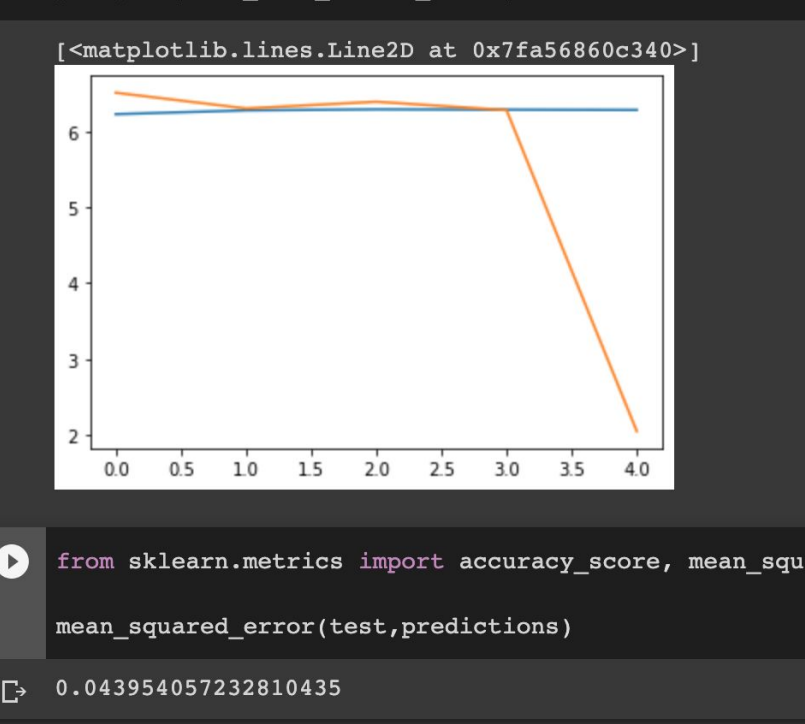 [<matplotlib.lines.Line2D at 0x7fa56860c340>]
6
5
4
3
2
0.0 0.5 1.0 1.5 2.0 2.5 3.0 3.5 4.0
from sklearn.metrics import accuracy_score, mean_squ
mean_squared_error(test,predictions)
0.043954057232810435